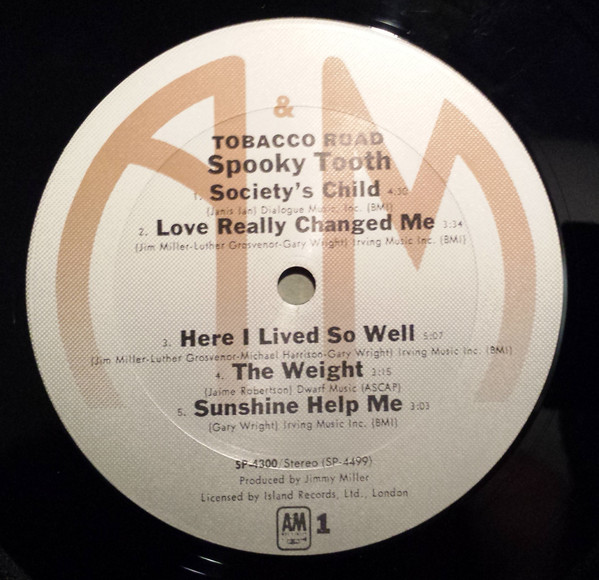 &
TOBACCO ROAD
Spooky Tooth
1. Society's Child 4:30
(Janis Ian) Dialogue Music, Inc. (BMI)
2. Love Really Changed Me 3:34
(Jim Miller-Luther Grosvenor-Gary Wright) Irving Music Inc. (BMI)
3. Here I Lived So Well 5:07
(Jim Miller-Luther Grosvenor-Michael Harrison-Gary Wright) Irving Music Inc. (BMI)
4. The Weight 3:15
(Jaime Robertson) Dwarf Music (ASCAP)
5. Sunshine Help Me 3:03
(Gary Wright) Irving Music Inc. (BMI)
SP-4300/Stereo (SP-4499)
Produced by Jimmy Miller
Licensed by Island Records, Ltd., London
AM 1